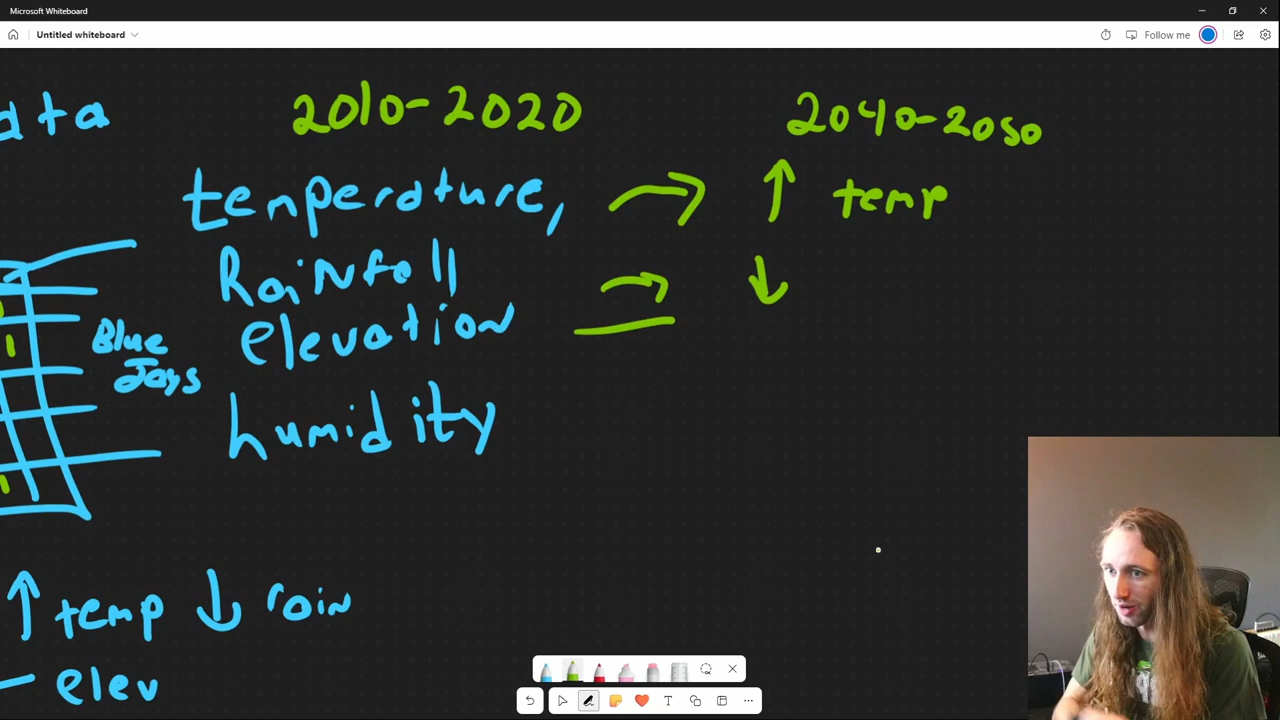 Microsoft Whiteboard
Untitled whiteboard
Follow me
data
2010-2020
2040-2050
temperature,
temp
Rainfall
elevation
Blue
Jays
humidity
temp
rain
elev